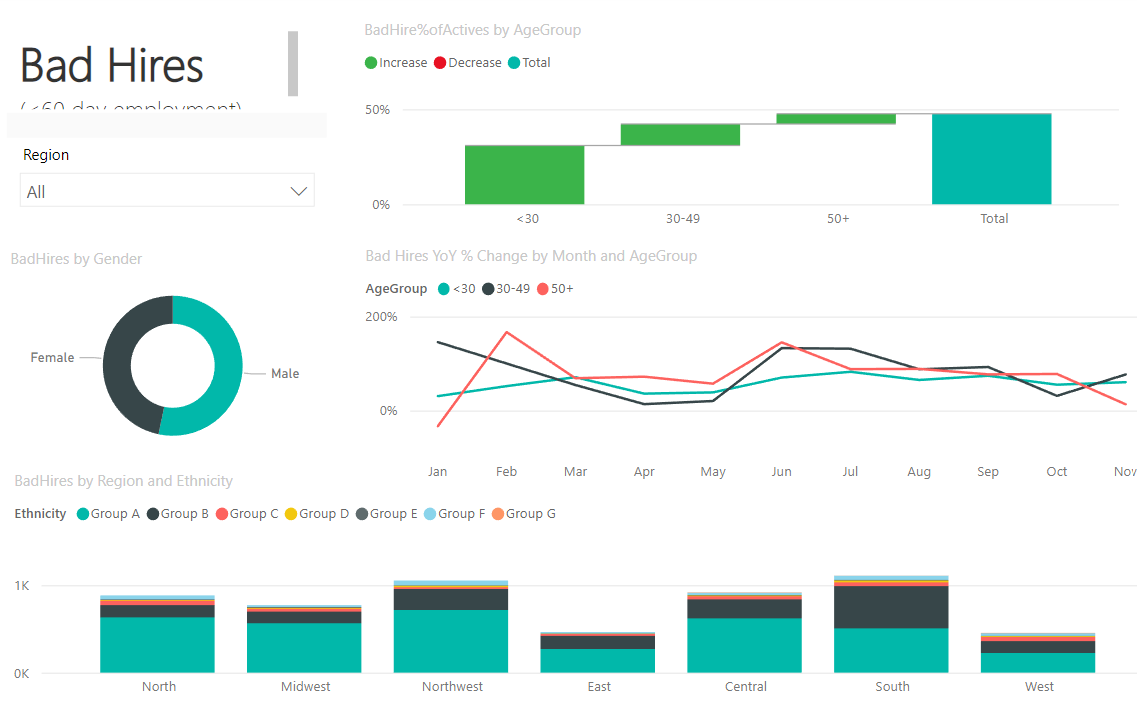 Bad Hires
(<60 day employment)
Region
All
BadHire%ofActives by AgeGroup
Increase Decrease Total
50%
0%
<30 30-49 50+ Total
BadHires by Gender
Female
Male
Bad Hires YoY % Change by Month and AgeGroup
AgeGroup <30 30-49 50+
200%
0%
Jan Feb Mar Apr May Jun Jul Aug Sep Oct Nov
BadHires by Region and Ethnicity
Ethnicity Group A Group B Group C Group D Group E Group F Group G
1K
0K
North Midwest Northwest East Central South West